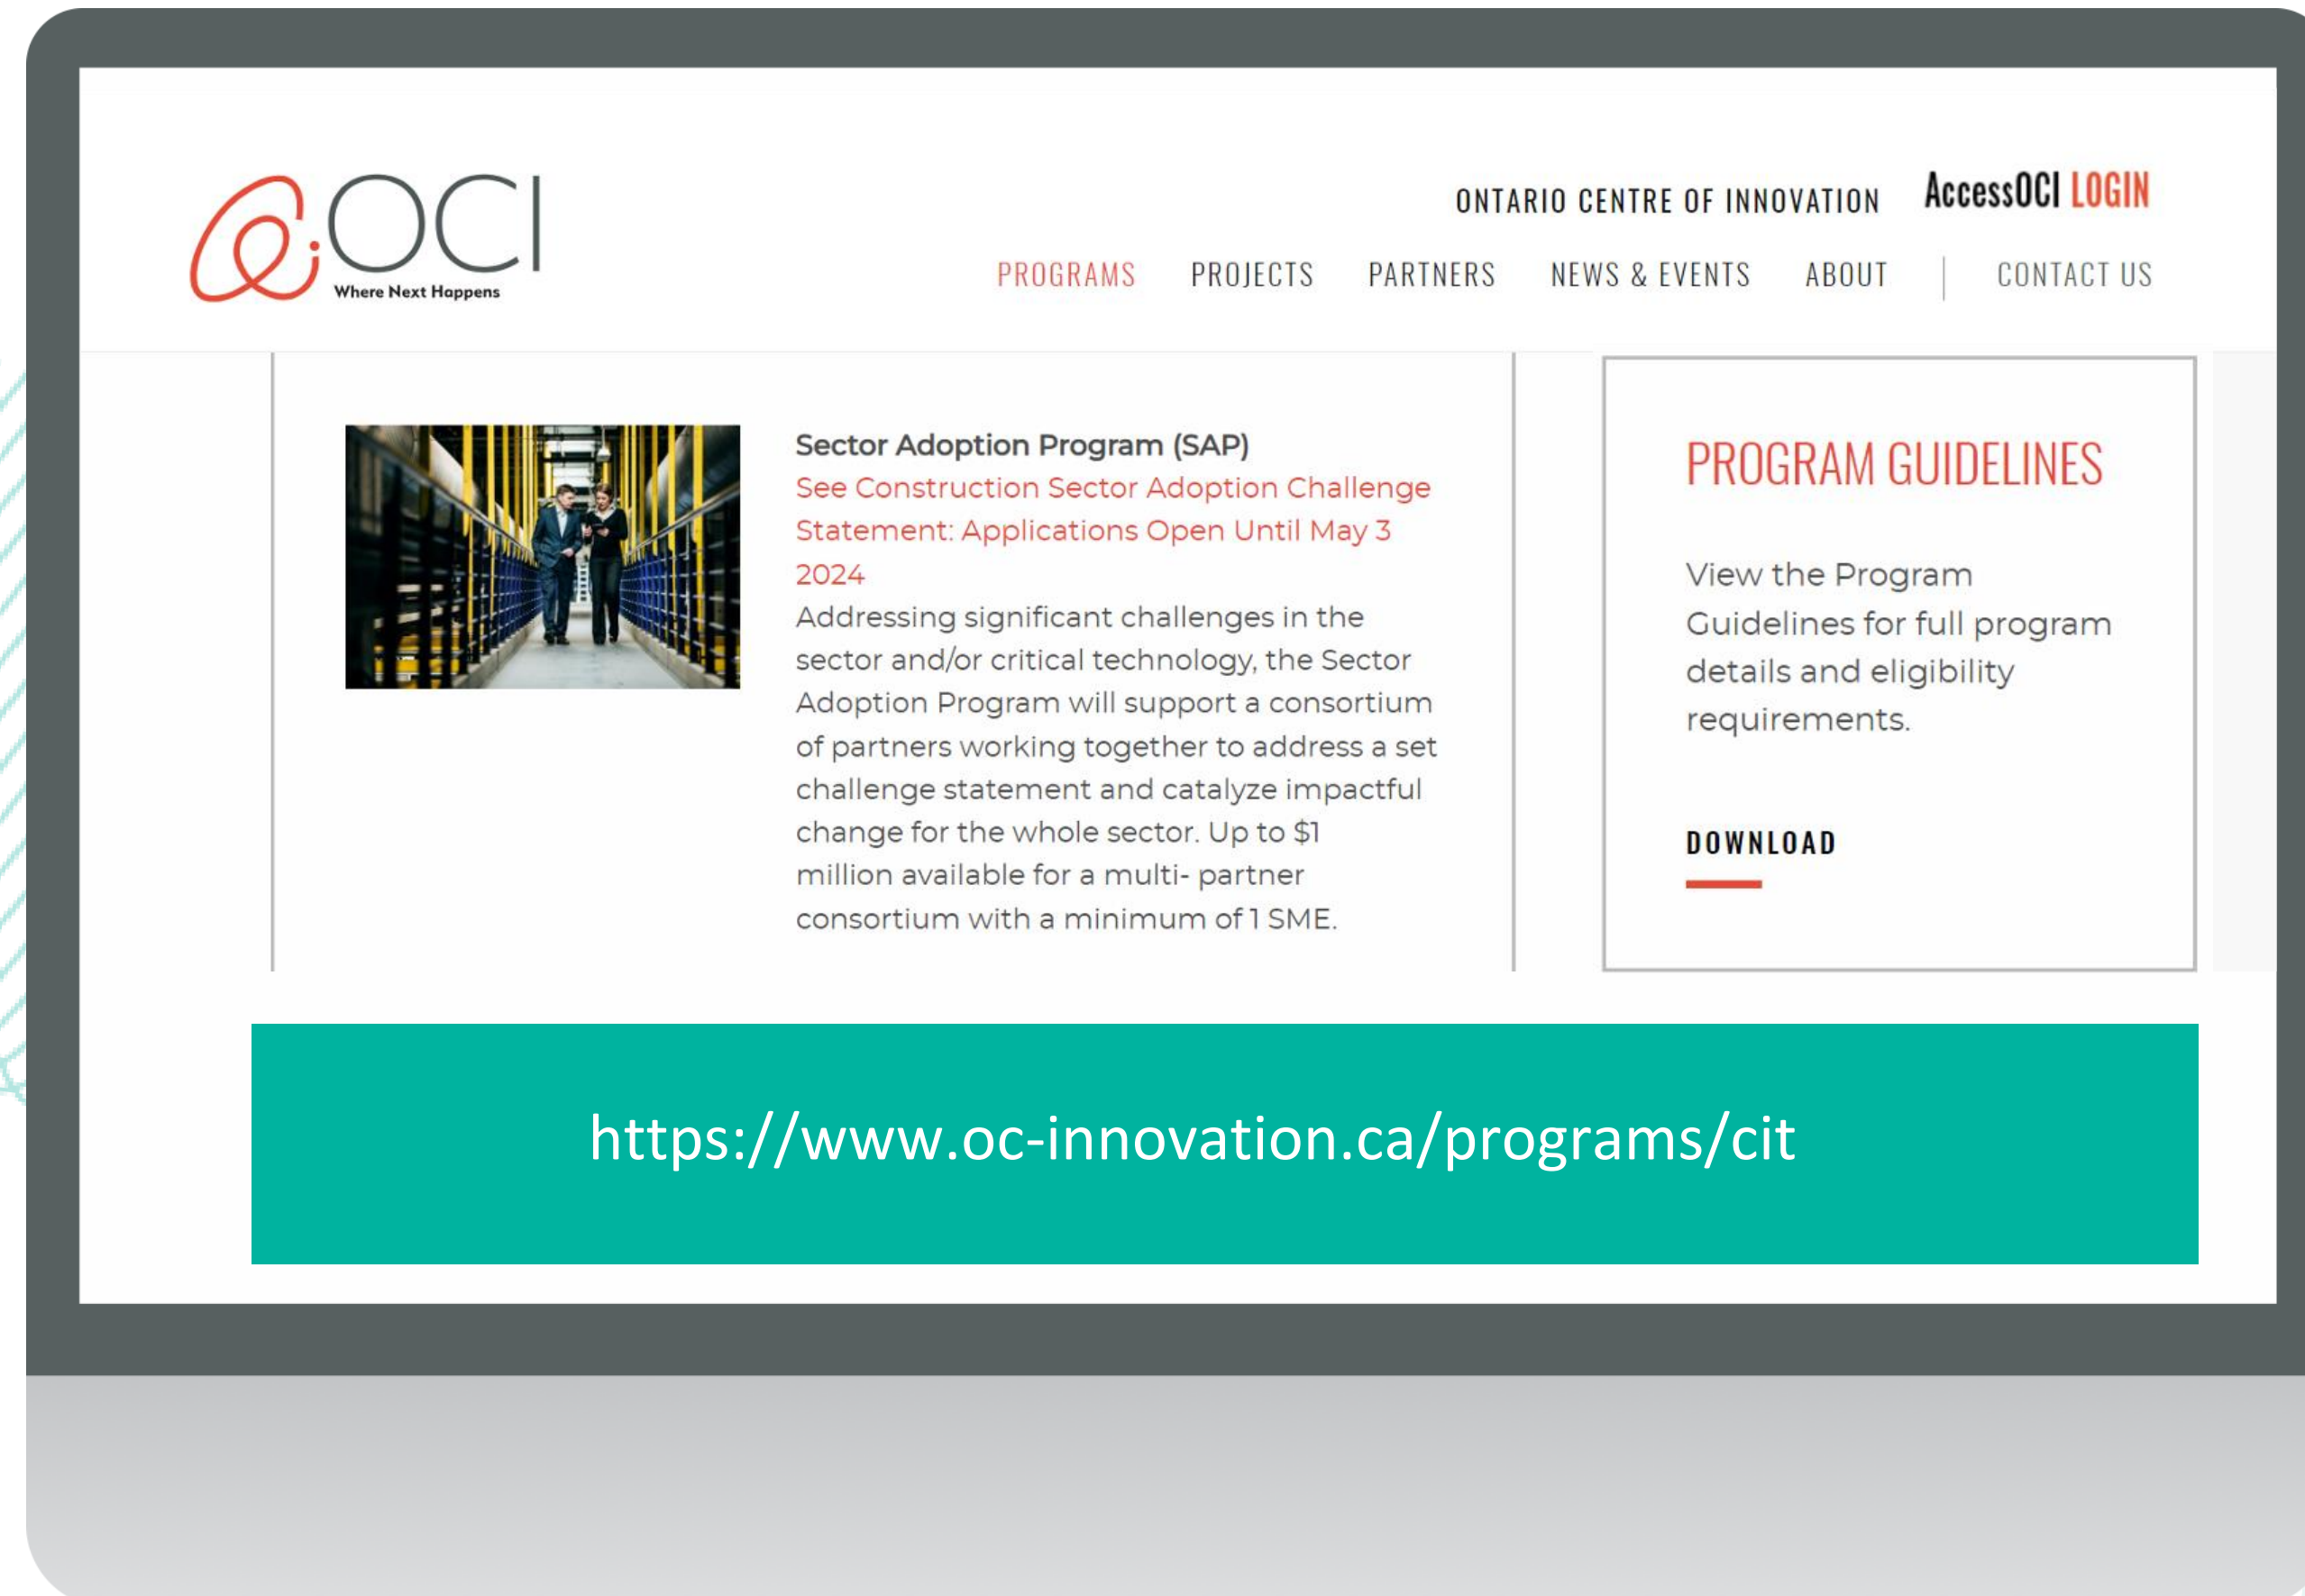 OCI
Where Next Happens
ONTARIO CENTRE OF INNOVATION
AccessOCI LOGIN
PROGRAMS PROJECTS PARTNERS NEWS & EVENTS ABOUT | CONTACT US
Sector Adoption Program (SAP)
See Construction Sector Adoption Challenge
Statement: Applications Open Until May 3
2024
Addressing significant challenges in the
sector and/or critical technology, the Sector
Adoption Program will support a consortium
of partners working together to address a set
challenge statement and catalyze impactful
change for the whole sector. Up to $1
million available for a multi- partner
consortium with a minimum of 1 SME.
PROGRAM GUIDELINES
View the Program
Guidelines for full program
details and eligibility
requirements.
DOWNLOAD
https://www.oc-innovation.ca/programs/cit